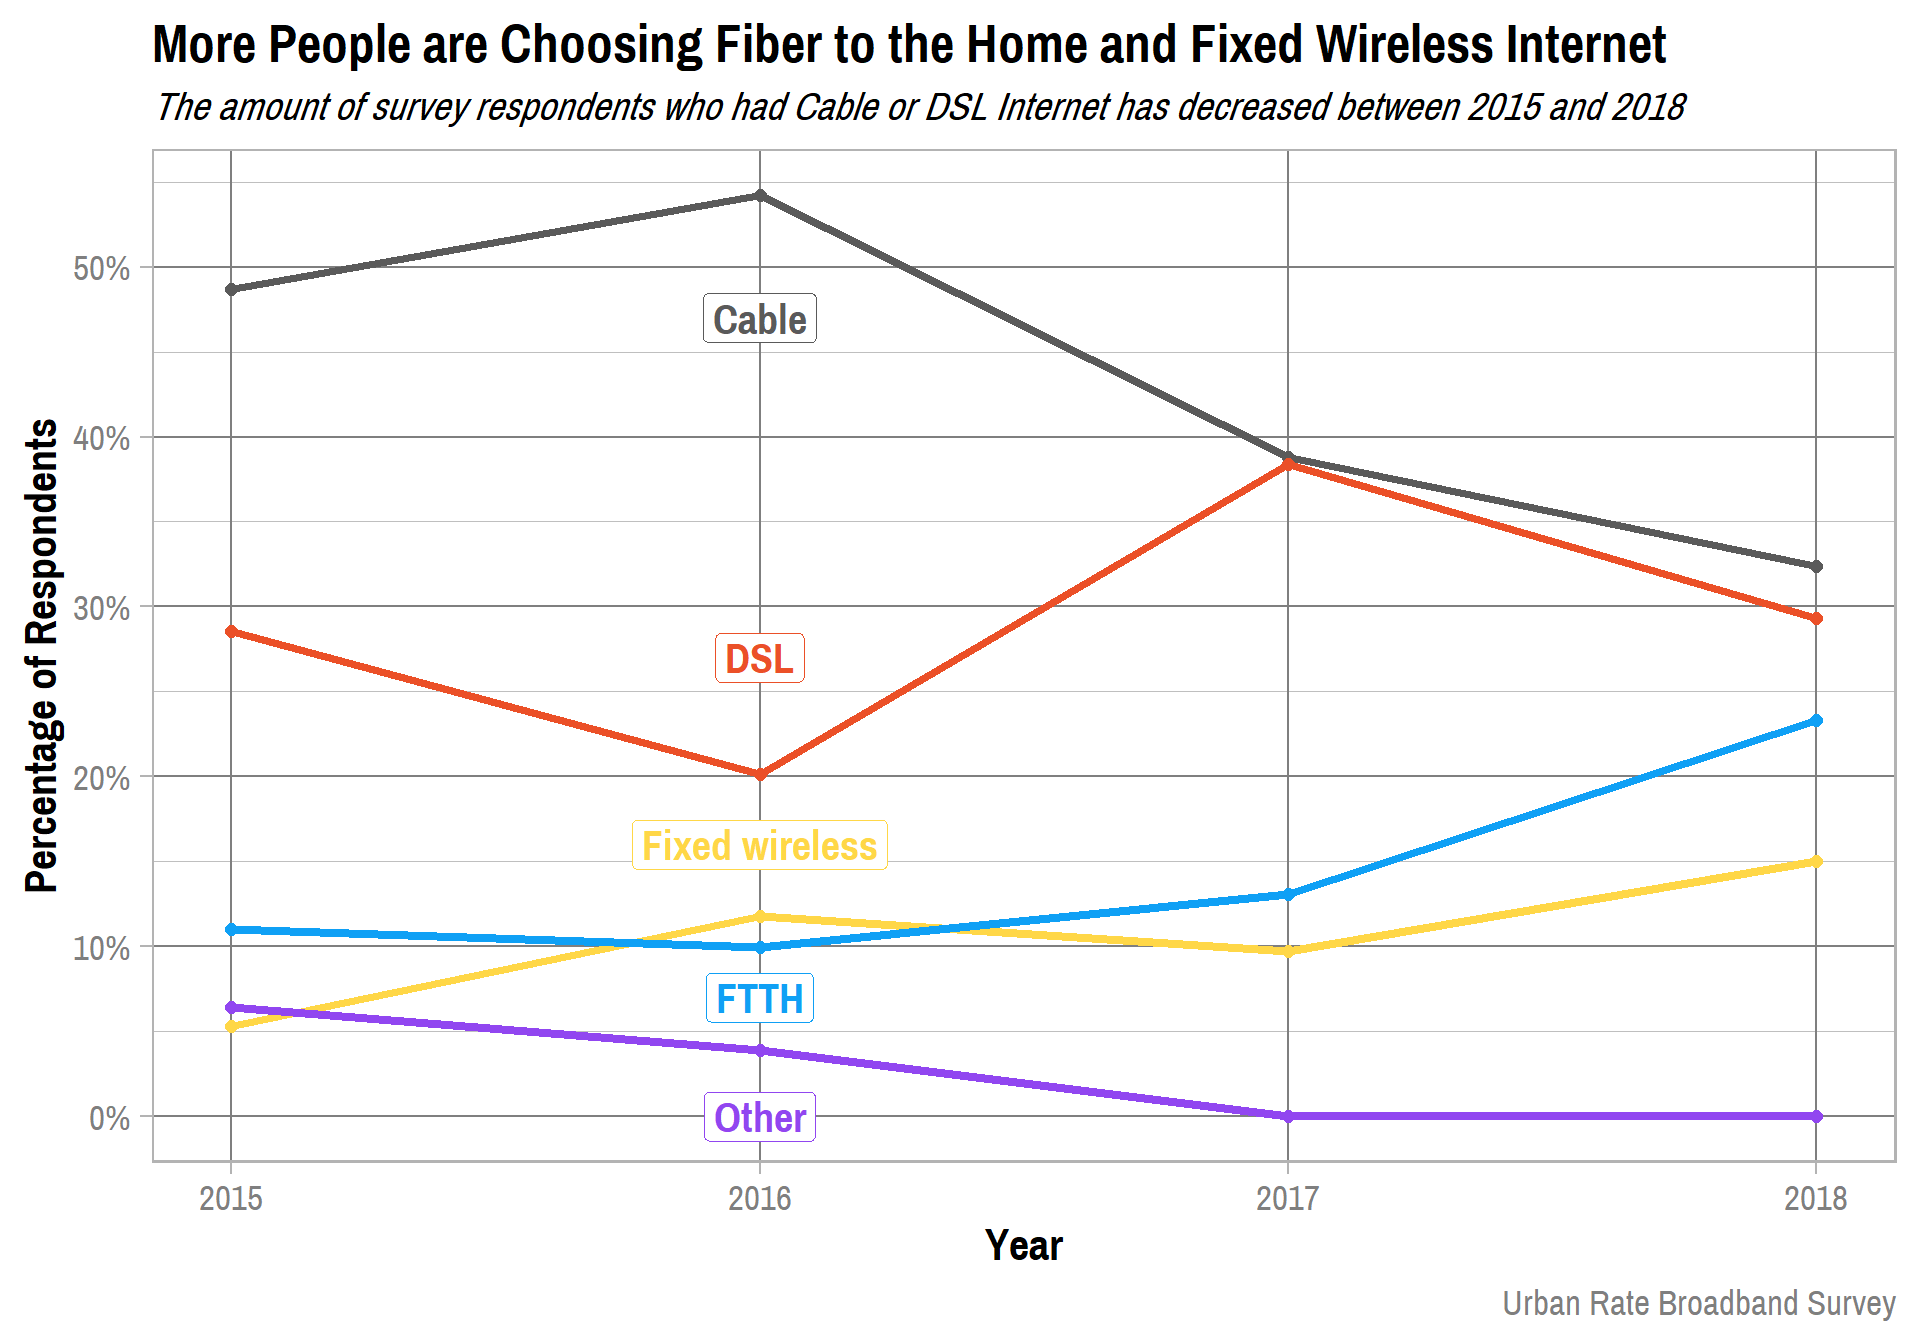 More People are Choosing Fiber to the Home and Fixed Wireless Internet
The amount of survey respondents who had Cable or DSL Internet has decreased between 2015 and 2018
Percentage of Respondents
50%
40%
30%
20%
10%
0%
Cable
DSL
Fixed wireless
FTTH
Other
2015
2016
2017
2018
Year
Urban Rate Broadband Survey